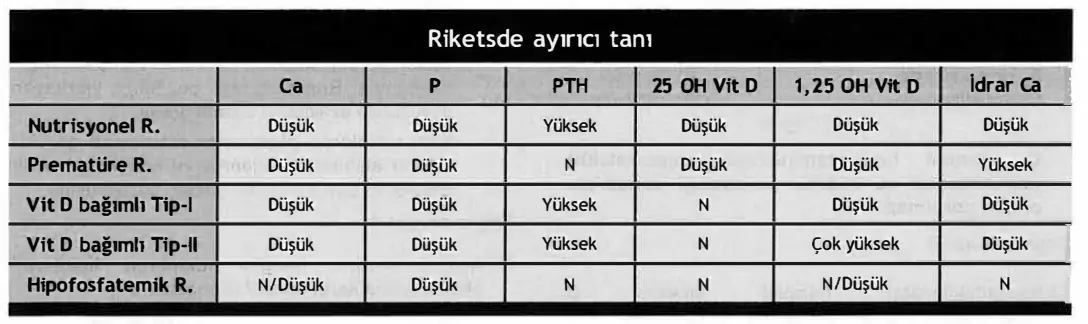 Riketsde ayırıcı tanı
Ca P PTH 25 OH Vit D 1,25 OH Vit D İdrar Ca
Nutrisyonel R. Düşük Düşük Yüksek Düşük Düşük Düşük
Prematüre R. Düşük Düşük N Düşük Düşük Yüksek
Vit D bağımlı Tip-I Düşük Düşük Yüksek N Düşük Düşük
Vit D bağımlı Tip-II Düşük Düşük Yüksek N Çok yüksek Düşük
Hipofosfatemik R. N/Düşük Düşük N N N/Düşük N